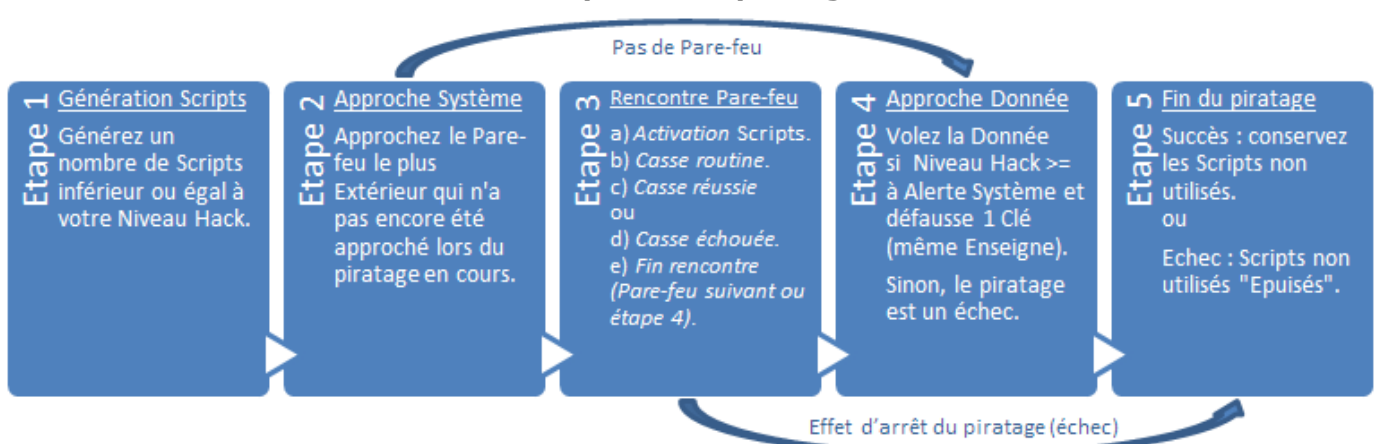 Pas de Pare-feu
Etape 1
Génération Scripts
Générez un
nombre de Scripts
inférieur ou égal à
votre Niveau Hack.
Etape 2
Approche Système
Approchez le Pare-
feu le plus
Extérieur qui n'a
pas encore été
approché lors du
piratage en cours.
Etape 3
Rencontre Pare-feu
a) Activation Scripts.
b) Casse routine.
c) Casse réussie
ou
d) Casse échouée.
e) Fin rencontre
(Pare-feu suivant ou
étape 4).
Etape 4
Approche Donnée
Volez la Donnée
si Niveau Hack >=
à Alerte Système et
défausse 1 Clé
(même Enseigne).
Sinon, le piratage
est un échec.
Etape 5
Fin du piratage
Succès : conservez
les Scripts non
utilisés.
ou
Echec : Scripts non
utilisés "Epuisés".
Effet d'arrêt du piratage (échec)